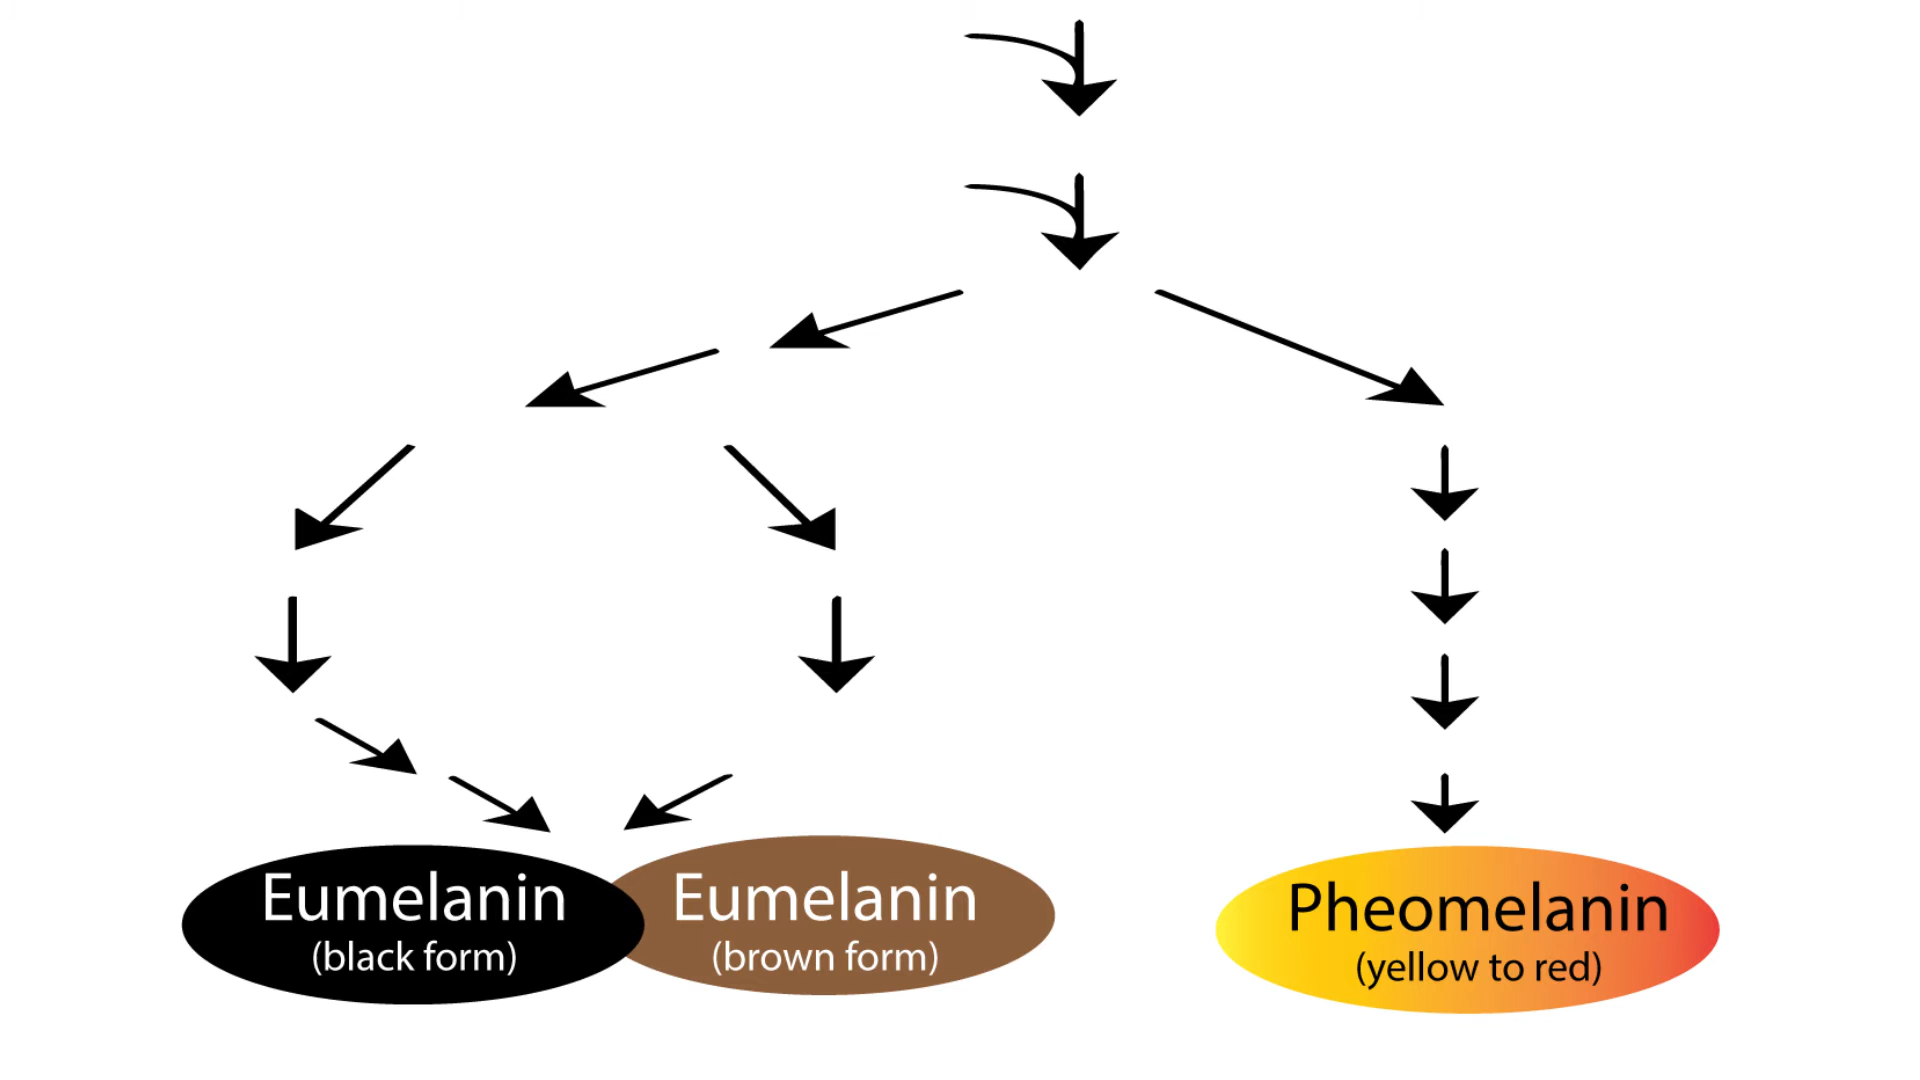 Eumelanin
(black form)
Eumelanin
(brown form)
Pheomelanin
(yellow to red)